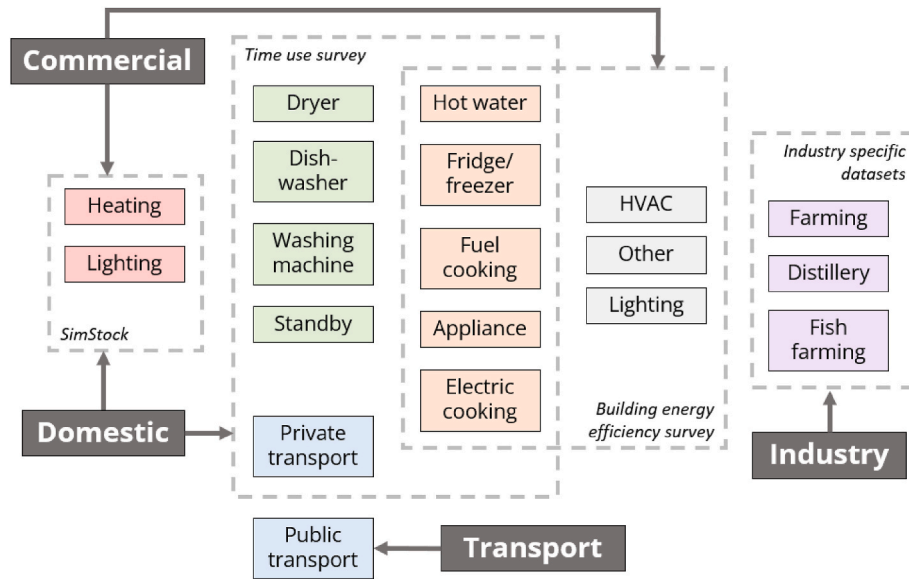 Commercial
Time use survey
Dryer
Dish-
washer
Washing
machine
Standby
Private
transport
Hot water
Fridge/
freezer
Fuel
cooking
Appliance
Electric
cooking
HVAC
Other
Lighting
Building energy
efficiency survey
Industry specific
datasets
Farming
Distillery
Fish
farming
Heating
Lighting
SimStock
Domestic
Industry
Public
transport
Transport